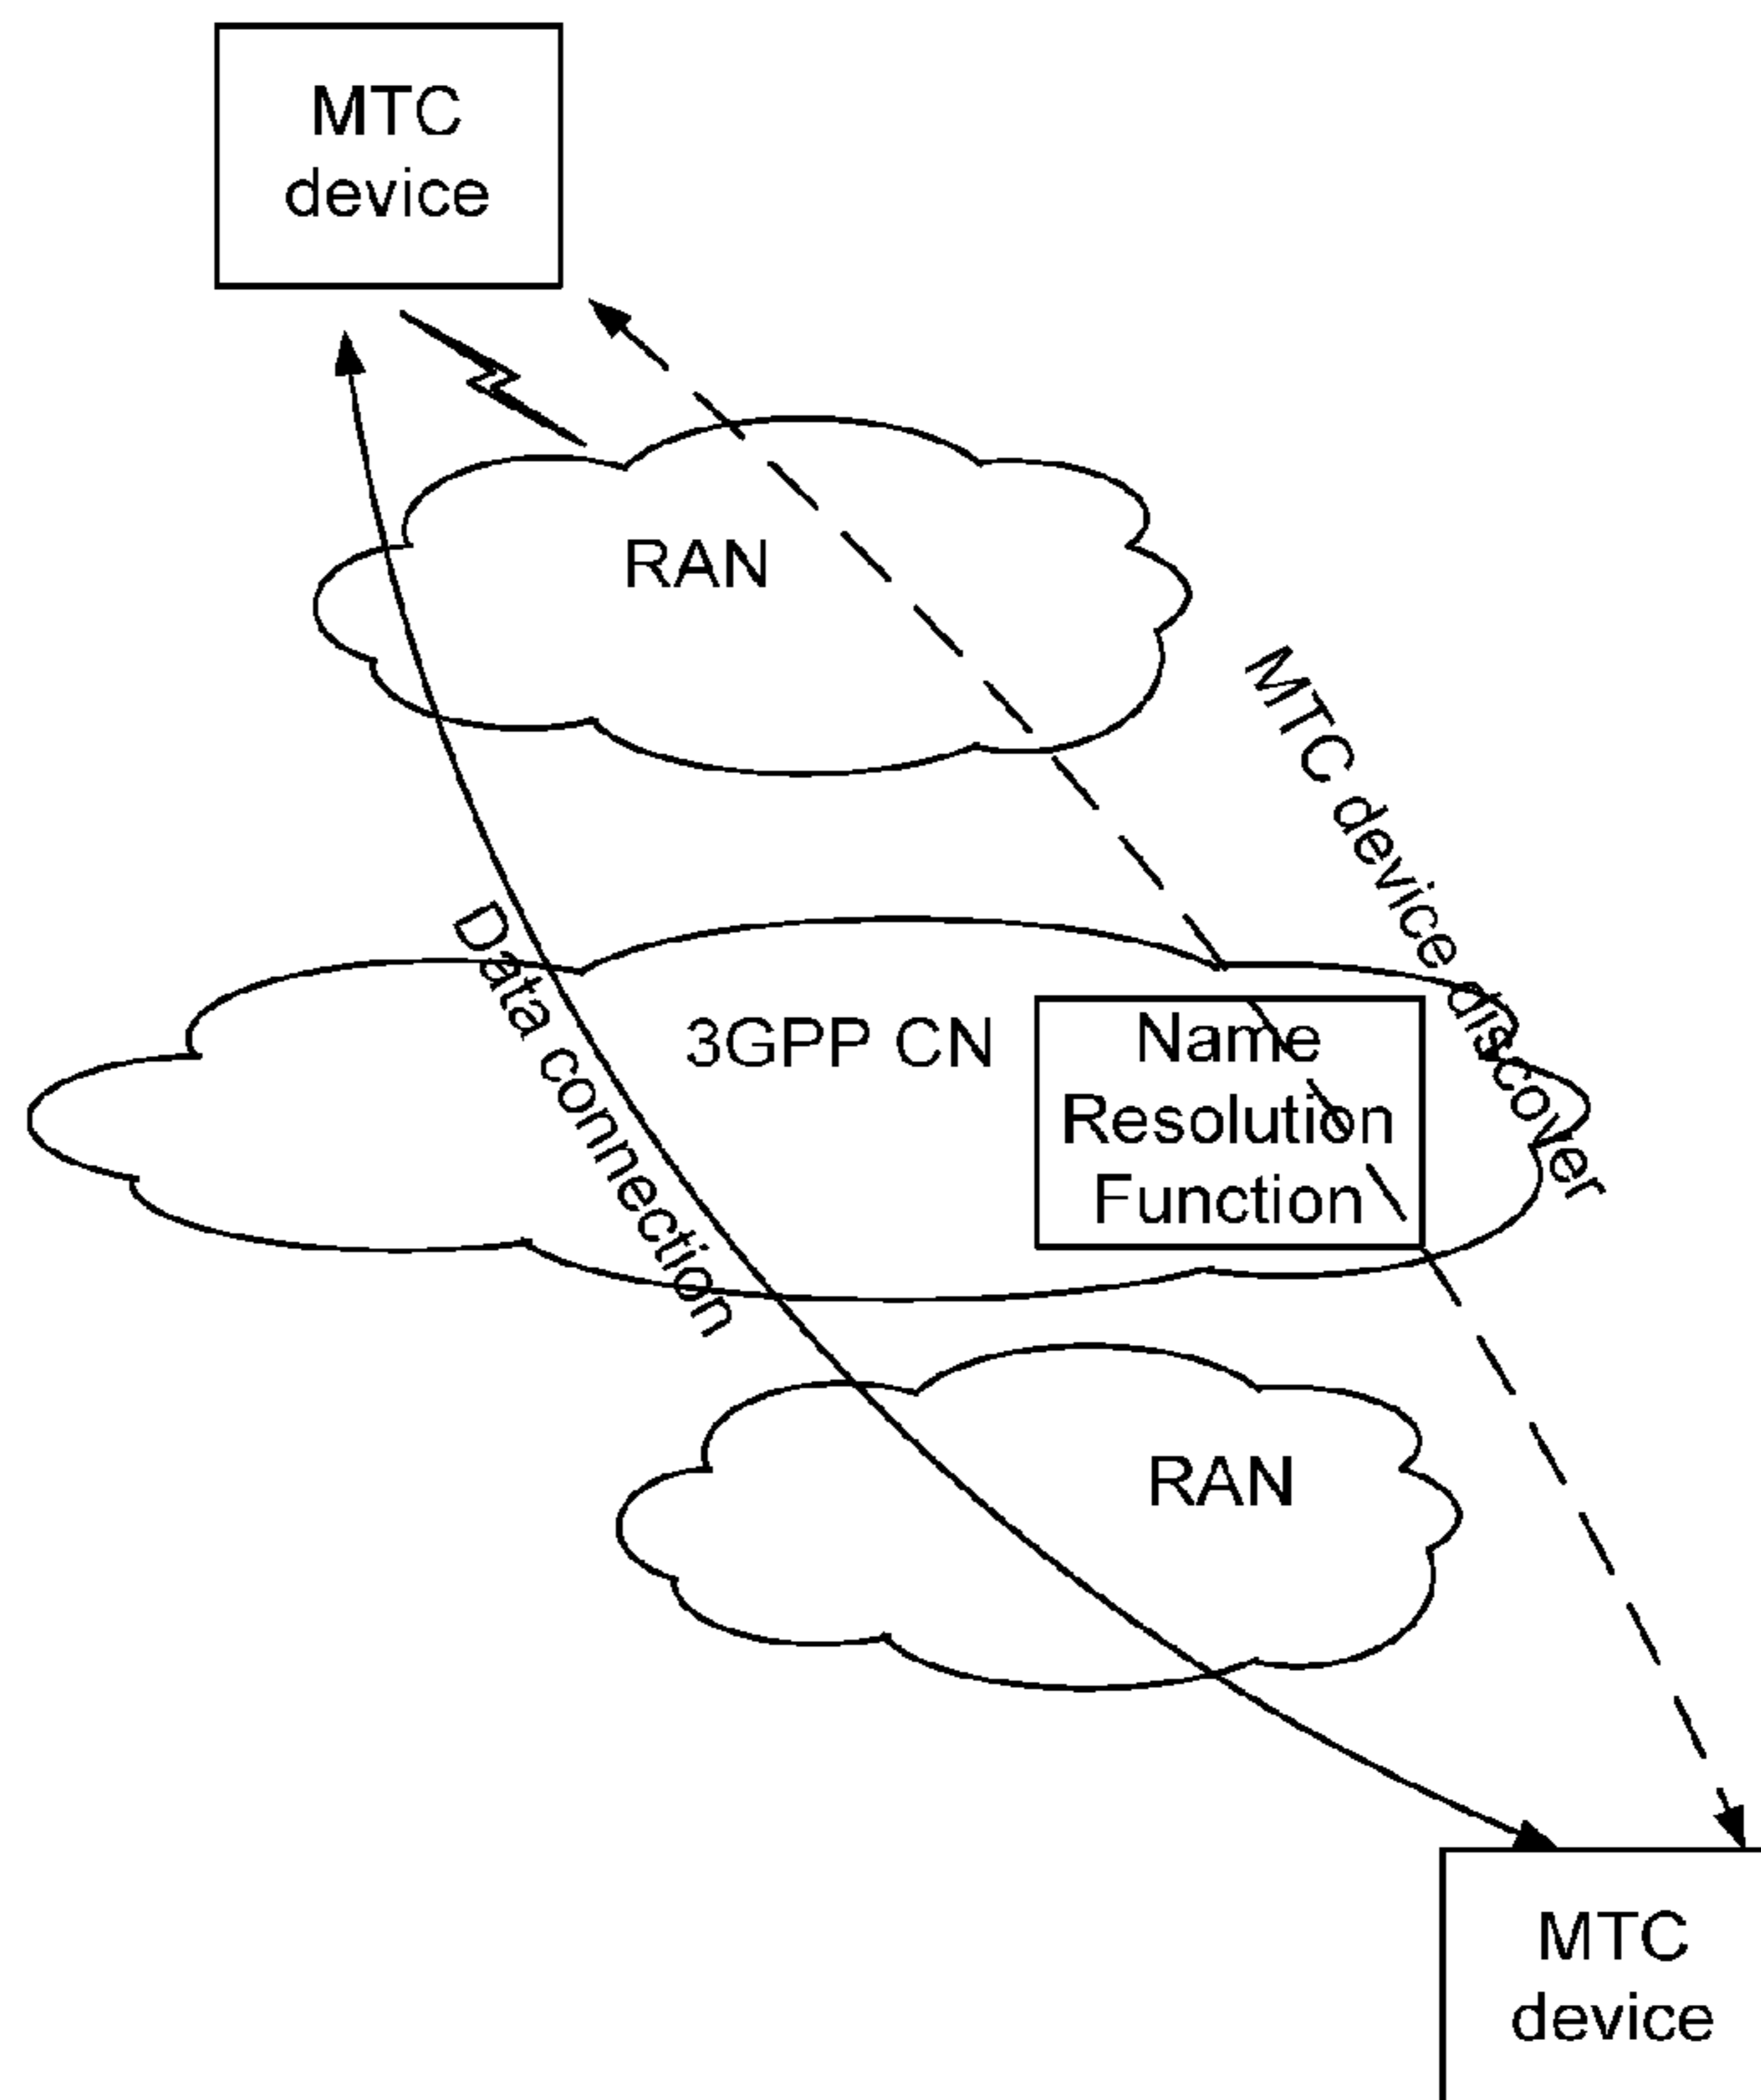 MTC
device
RAN
MTC device discover
Data connection
3GPP CN
Name
Resolution
Function
RAN
MTC
device